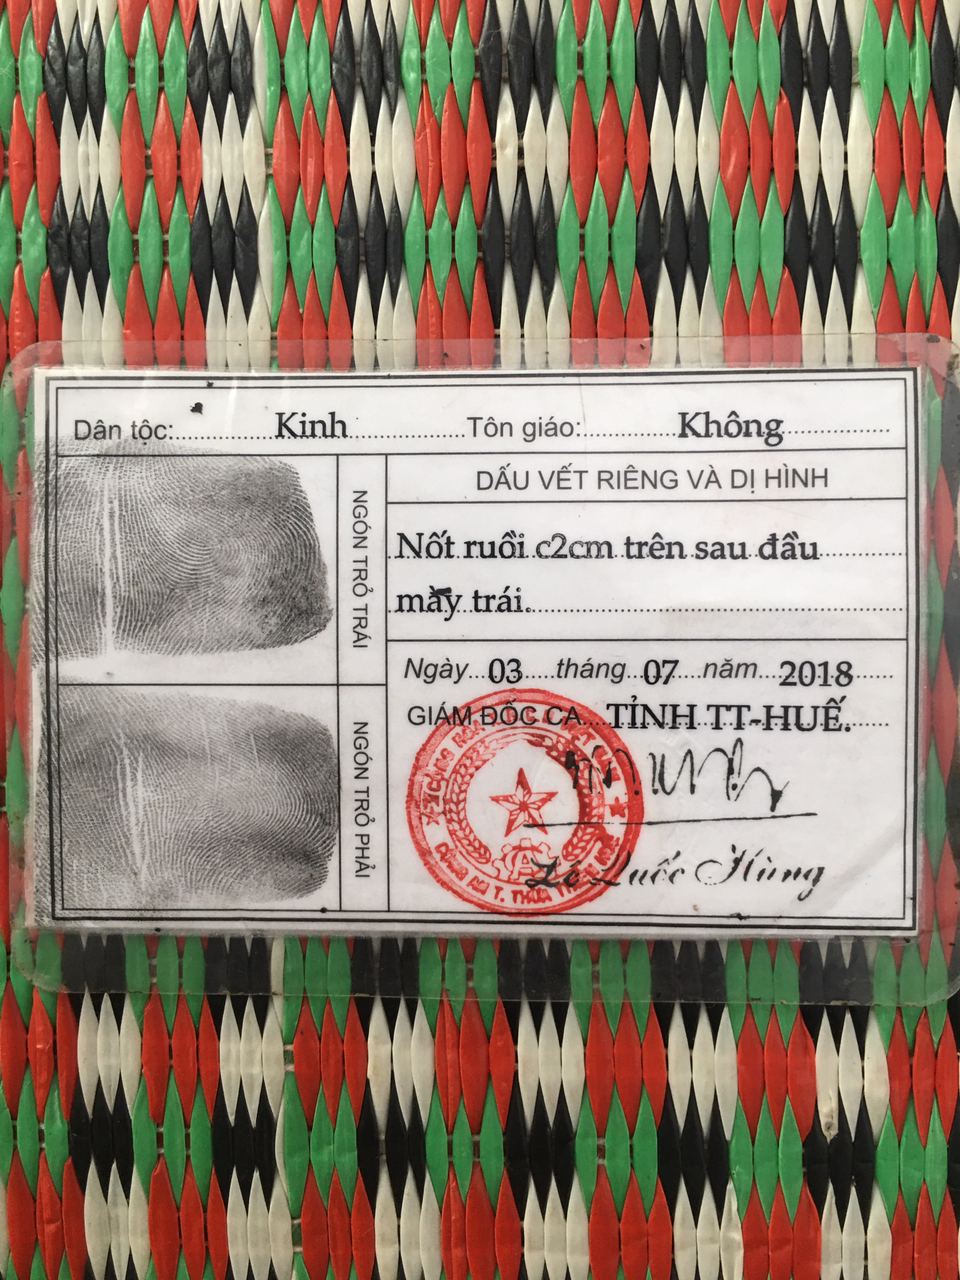 Dân tộc: Kinh Tôn giáo: Không
DẤU VẾT RIÊNG VÀ DỊ HÌNH
NGÓN TRỎ TRÁI
Nốt ruồi c2cm trên sau đầu
mày trái.
Ngày 03 tháng 07 năm 2018
GIÁM ĐỐC CA TỈNH TT-HUẾ.
NGÓN TRỎ PHẢI
CÔNG AN T. THỪA THIÊN HUẾ
Lê Quốc Hùng